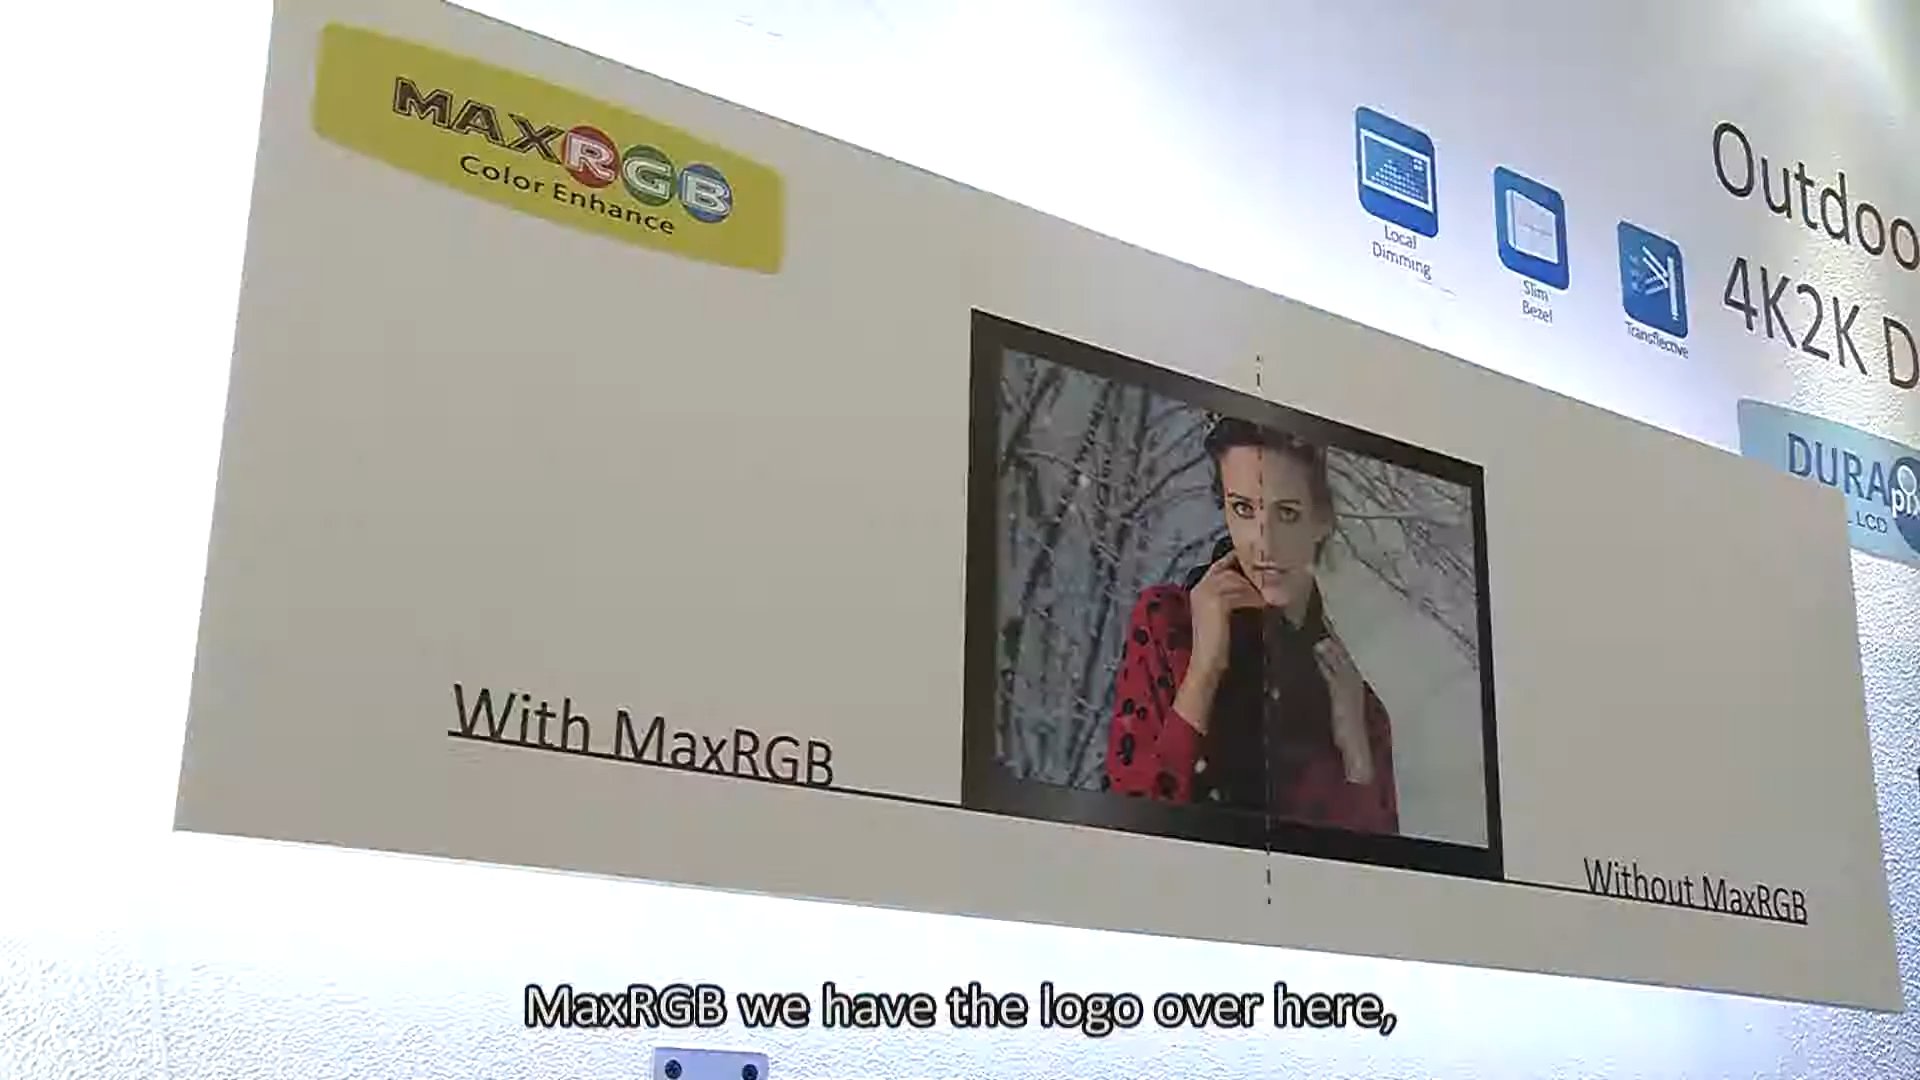 MAXRGB
Color Enhance
Local
Dimming
Slim
Bezel
Transflective
Outdoo
4K2K D
DURA
pix
LCD
With MaxRGB
Without MaxRGB
MaxRGB we have the logo over here,